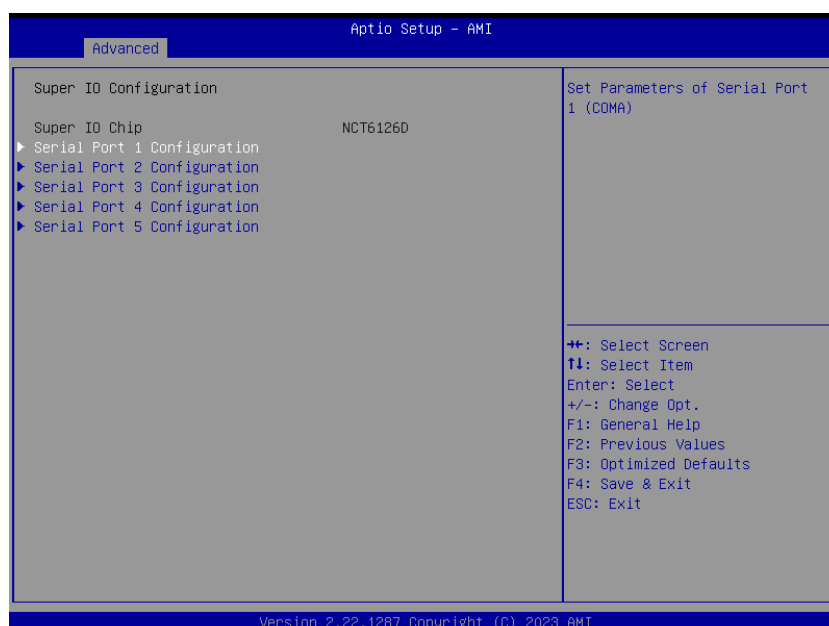 Aptio Setup – AMI
Advanced
Super IO Configuration
Super IO Chip NCT6126D
Serial Port 1 Configuration
Serial Port 2 Configuration
Serial Port 3 Configuration
Serial Port 4 Configuration
Serial Port 5 Configuration
Set Parameters of Serial Port
1 (COMA)
→←: Select Screen
↑↓: Select Item
Enter: Select
+/-: Change Opt.
F1: General Help
F2: Previous Values
F3: Optimized Defaults
F4: Save & Exit
ESC: Exit
Version 2.22.1287 Copyright (C) 2023 AMI